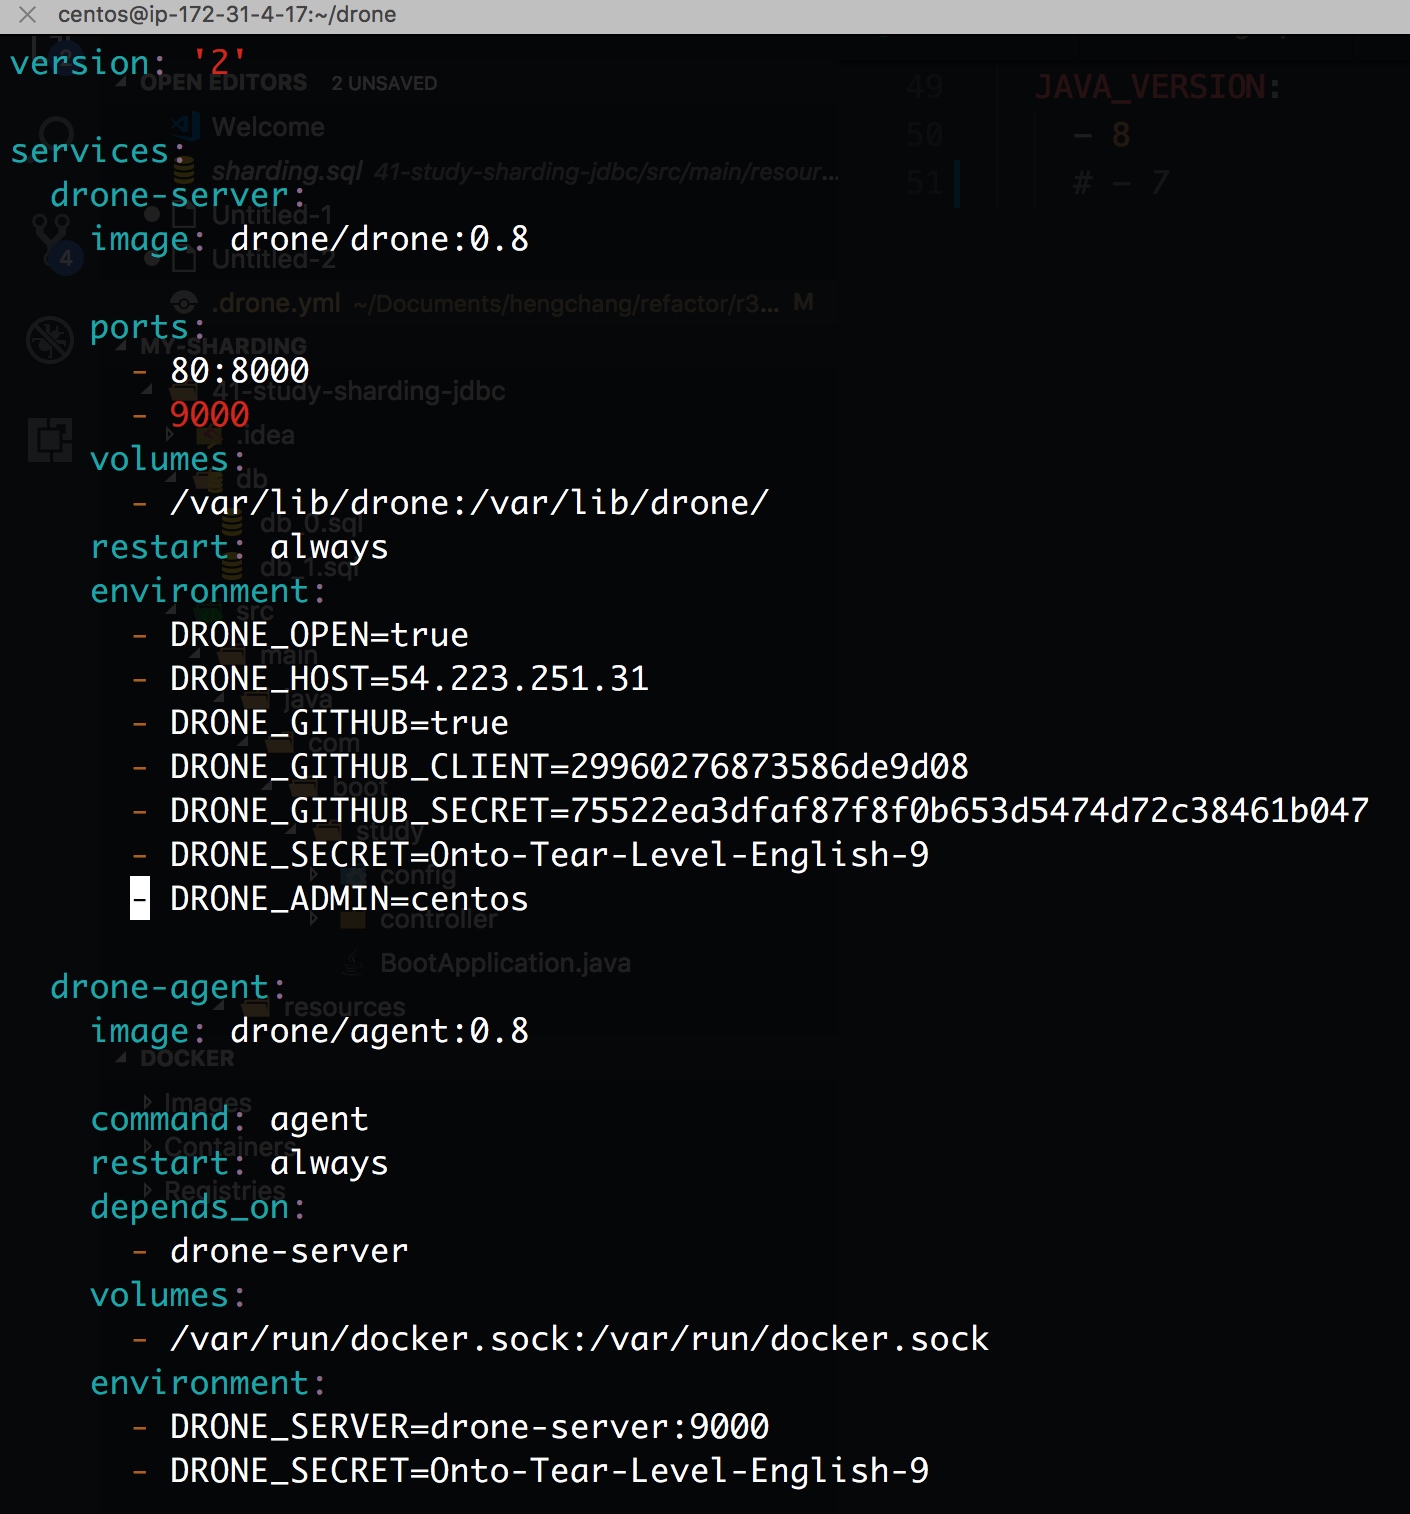 centos@ip-172-31-4-17:~/drone
version: '2'
services:
  drone-server:
    image: drone/drone:0.8
    ports:
      - 80:8000
      - 9000
    volumes:
      - /var/lib/drone:/var/lib/drone/
    restart: always
    environment:
      - DRONE_OPEN=true
      - DRONE_HOST=54.223.251.31
      - DRONE_GITHUB=true
      - DRONE_GITHUB_CLIENT=29960276873586de9d08
      - DRONE_GITHUB_SECRET=75522ea3dfaf87f8f0b653d5474d72c38461b047
      - DRONE_SECRET=Onto-Tear-Level-English-9
      - DRONE_ADMIN=centos
  drone-agent:
    image: drone/agent:0.8
    command: agent
    restart: always
    depends_on:
      - drone-server
    volumes:
      - /var/run/docker.sock:/var/run/docker.sock
    environment:
      - DRONE_SERVER=drone-server:9000
      - DRONE_SECRET=Onto-Tear-Level-English-9
OPEN EDITORS 2 UNSAVED
Welcome
sharding.sql 41-study-sharding-jdbc/src/main/resour...
Untitled-1
Untitled-2
.drone.yml ~/Documents/hengchang/refactor/r3... M
MY-SHARDING
41-study-sharding-jdbc
.idea
db
db_0.sql
db_1.sql
src
main
java
com
boot
study
config
controller
BootApplication.java
resources
DOCKER
Images
Containers
Registries
4
49 JAVA_VERSION:
50 - 8
51 # - 7